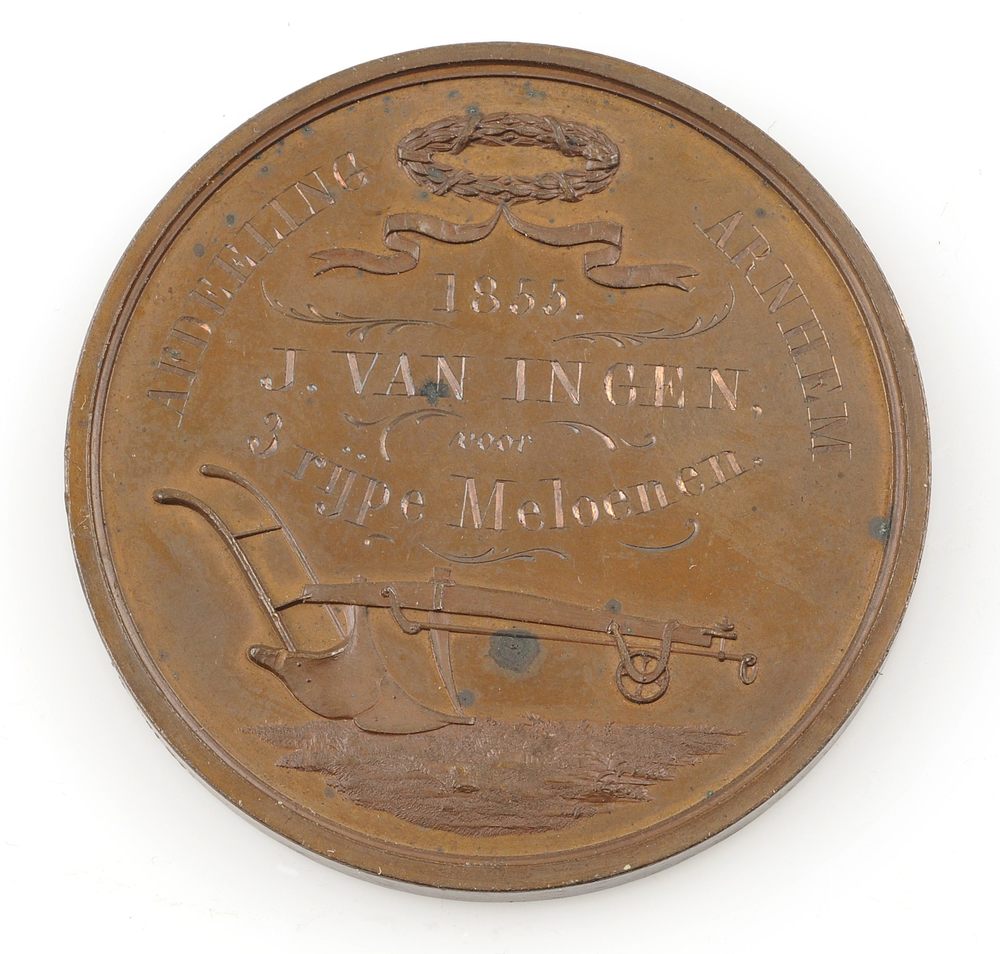 AFDEELING ARNHEM
1855.
J. VAN INGEN,
voor
3 rijpe Meloenen.